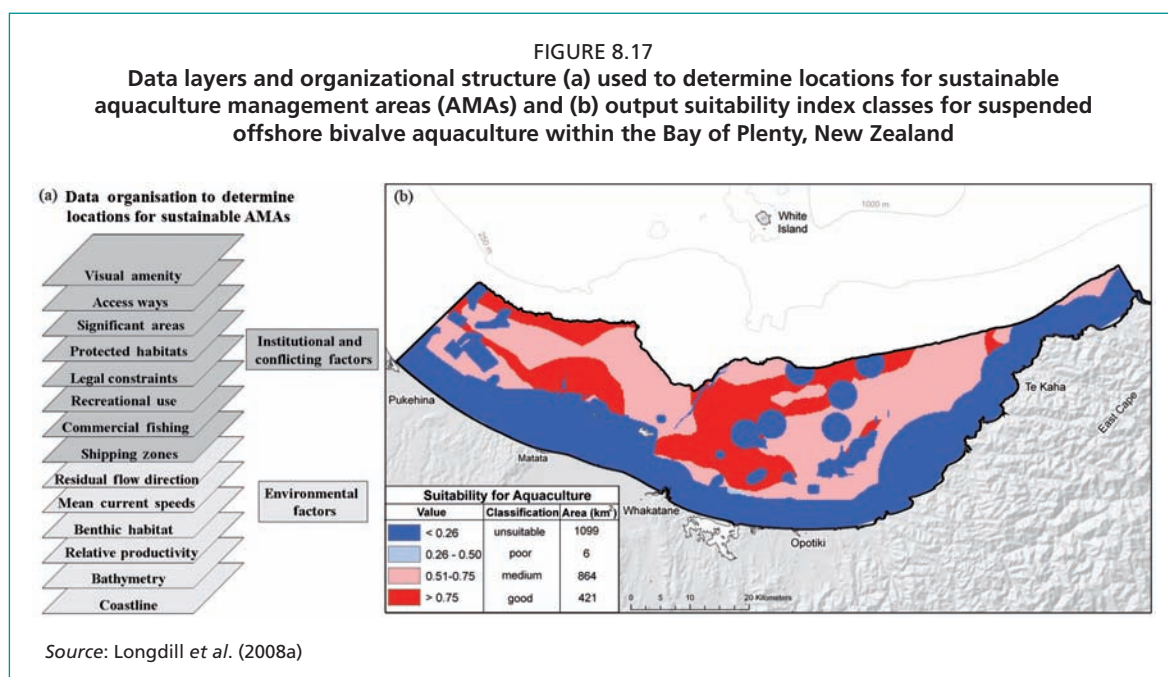 FIGURE 8.17
Data layers and organizational structure (a) used to determine locations for sustainable
aquaculture management areas (AMAs) and (b) output suitability index classes for suspended
offshore bivalve aquaculture within the Bay of Plenty, New Zealand
(a) Data organisation to determine
locations for sustainable AMAs
Visual amenity
Access ways
Significant areas
Protected habitats
Legal constraints
Recreational use
Commercial fishing
Shipping zones
Residual flow direction
Mean current speeds
Benthic habitat
Relative productivity
Bathymetry
Coastline
Institutional and
conflicting factors
Environmental
factors
(b)
White
Island
1000 m
250 m
Pukehina
Matata
Whakatane
Opotiki
Te Kaha
East Cape
Suitability for Aquaculture
Value Classification Area (km²)
< 0.26 unsuitable 1099
0.26 - 0.50 poor 6
0.51-0.75 medium 864
> 0.75 good 421
0 5 10 20 Kilometers
Source: Longdill et al. (2008a)